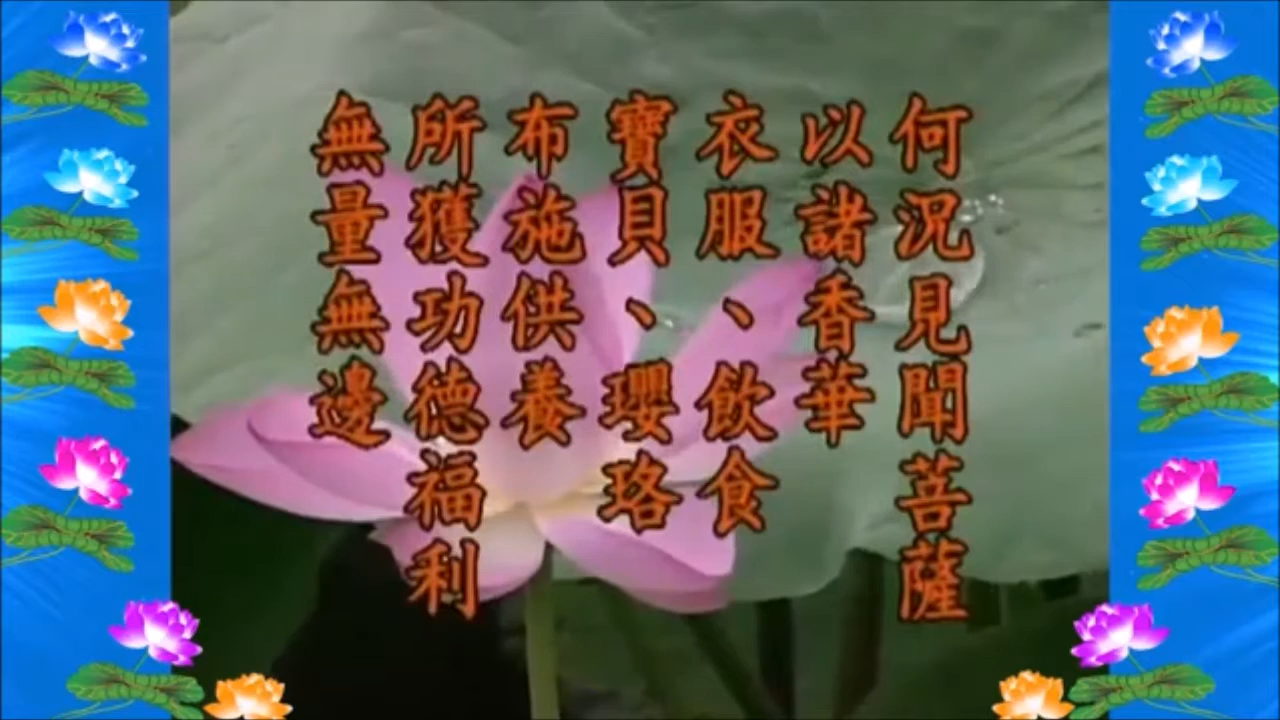 何況見聞菩薩
以諸香華
衣服、飲食
寶貝、瓔珞
布施供養
所獲功德福利
無量無邊